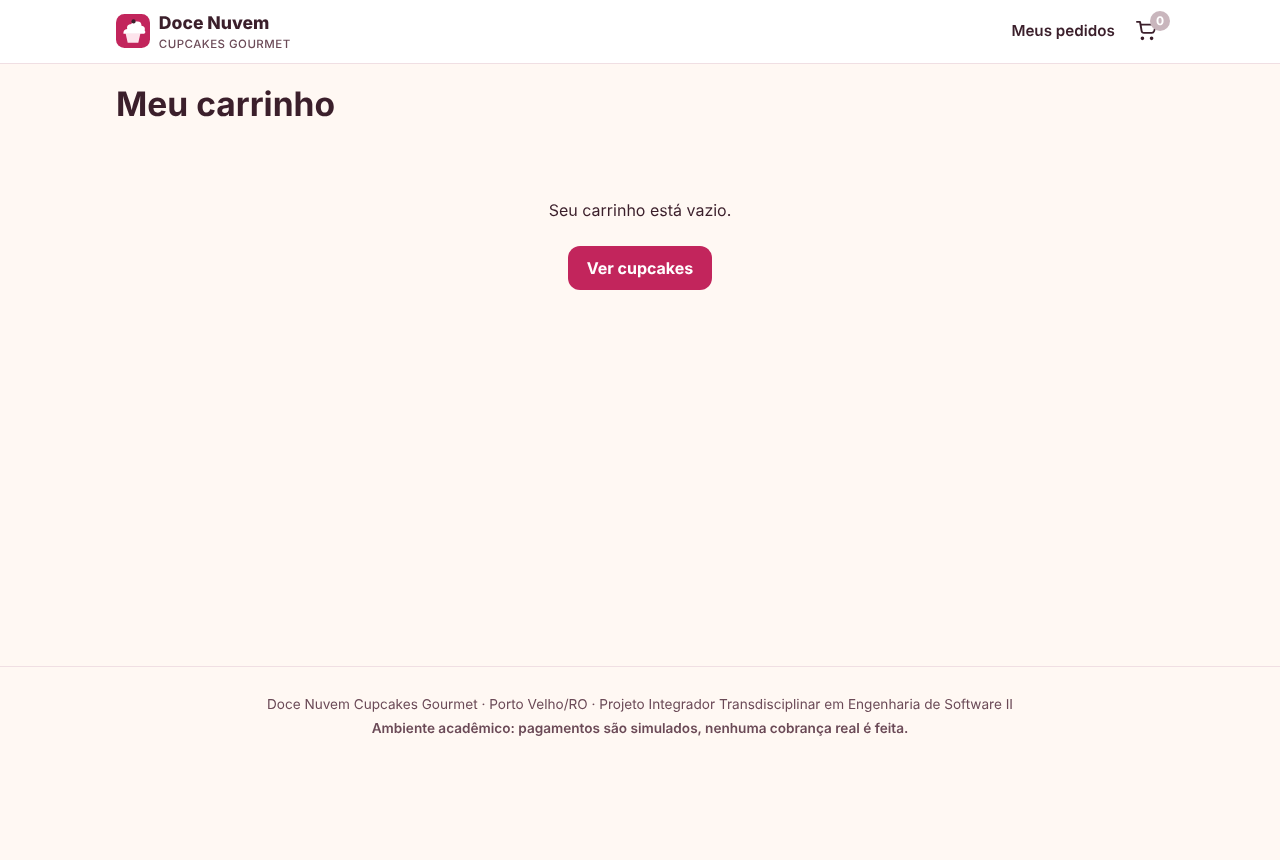 Doce Nuvem
CUPCAKES GOURMET
Meus pedidos
0
Meu carrinho
Seu carrinho está vazio.
Ver cupcakes
Doce Nuvem Cupcakes Gourmet · Porto Velho/RO · Projeto Integrador Transdisciplinar em Engenharia de Software II
Ambiente acadêmico: pagamentos são simulados, nenhuma cobrança real é feita.